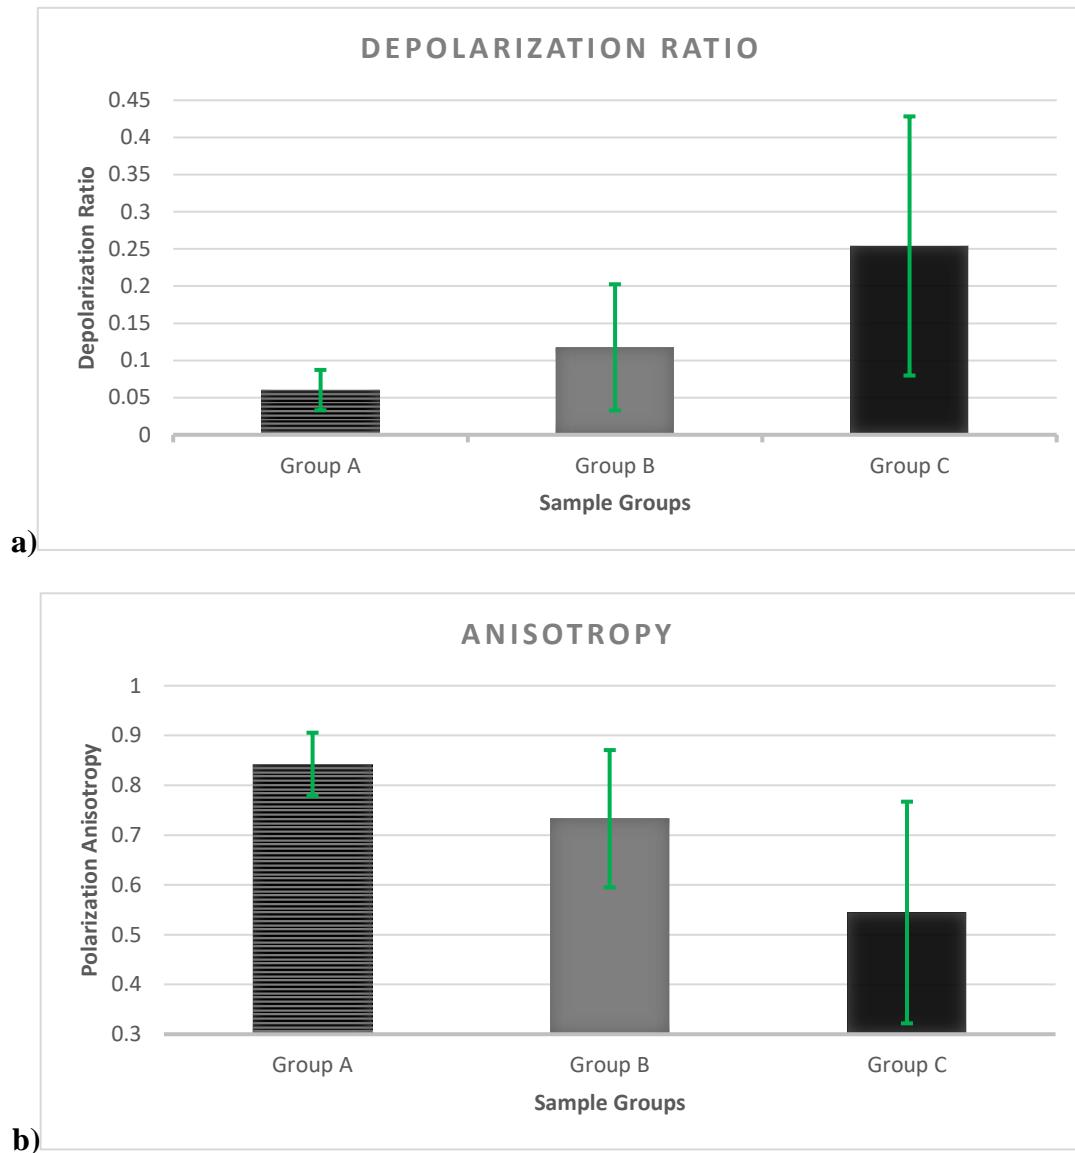 DEPOLARIZATION RATIO
Depolarization Ratio
0.45
0.4
0.35
0.3
0.25
0.2
0.15
0.1
0.05
0
Group A Group B Group C
Sample Groups
a)
ANISOTROPY
Polarization Anisotropy
1
0.9
0.8
0.7
0.6
0.5
0.4
0.3
Group A Group B Group C
Sample Groups
b)